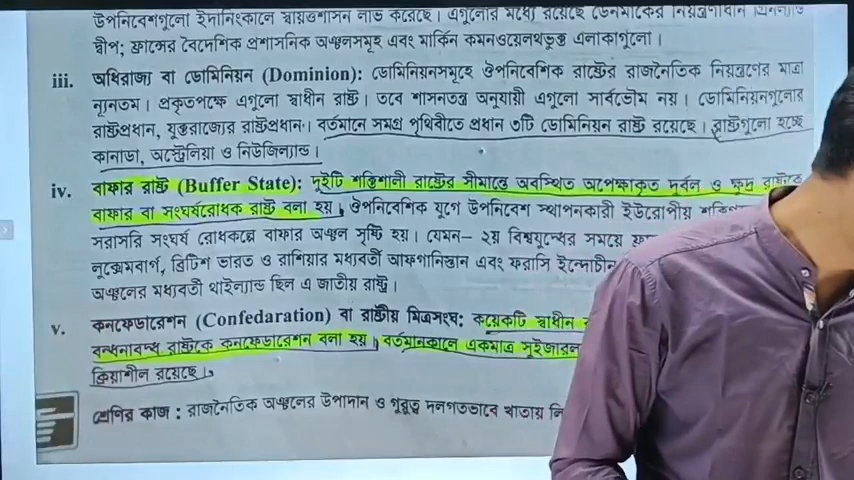 উপনিবেশগুলো ইদানিংকালে স্বায়ত্তশাসন লাভ করেছে। এগুলোর মধ্যে রয়েছে ডেনমার্কের নিয়ন্ত্রণাধীন গ্রিনল্যান্ড
দ্বীপ; ফ্রান্সের বৈদেশিক প্রশাসনিক অঞ্চলসমূহ এবং মার্কিন কমনওয়েলথভুক্ত এলাকাগুলো।
iii. অধিরাজ্য বা ডোমিনিয়ন (Dominion): ডোমিনিয়নসমূহে ঔপনিবেশিক রাষ্ট্রের রাজনৈতিক নিয়ন্ত্রণের মাত্রা
ন্যূনতম। প্রকৃতপক্ষে এগুলো স্বাধীন রাষ্ট্র। তবে শাসনতন্ত্র অনুযায়ী এগুলো সার্বভৌম নয়। ডোমিনিয়নগুলোর
রাষ্ট্রপ্রধান, যুক্তরাজ্যের রাষ্ট্রপ্রধান। বর্তমানে সমগ্র পৃথিবীতে প্রধান ৩টি ডোমিনিয়ন রাষ্ট্র রয়েছে। রাষ্ট্রগুলো হচ্ছে
কানাডা, অস্ট্রেলিয়া ও নিউজিল্যান্ড।
iv. বাফার রাষ্ট্র (Buffer State): দুইটি শক্তিশালী রাষ্ট্রের সীমান্তে অবস্থিত অপেক্ষাকৃত দুর্বল ও ক্ষুদ্র রাষ্ট্রকে
বাফার বা সংঘর্ষরোধক রাষ্ট্র বলা হয়। ঔপনিবেশিক যুগে উপনিবেশ স্থাপনকারী ইউরোপীয়
সরাসরি সংঘর্ষ রোধকল্পে বাফার অঞ্চল সৃষ্টি হয়। যেমন– ২য় বিশ্বযুদ্ধের সময়ে
লুক্সেমবার্গ, ব্রিটিশ ভারত ও রাশিয়ার মধ্যবর্তী আফগানিস্তান এবং ফরাসি ইন্দোচীন
অঞ্চলের মধ্যবর্তী থাইল্যান্ড ছিল এ জাতীয় রাষ্ট্র।
v. কনফেডারেশন (Confedaration) বা রাষ্ট্রীয় মিত্রসংঘ: কয়েকটি স্বাধীন
বন্ধনাবদ্ধ রাষ্ট্রকে কনফেডারেশন বলা হয়। বর্তমানকালে একমাত্র
ক্রিয়াশীল রয়েছে।
শ্রেণির কাজ : রাজনৈতিক অঞ্চলের উপাদান ও গুরুত্ব দলগতভাবে খাতায়